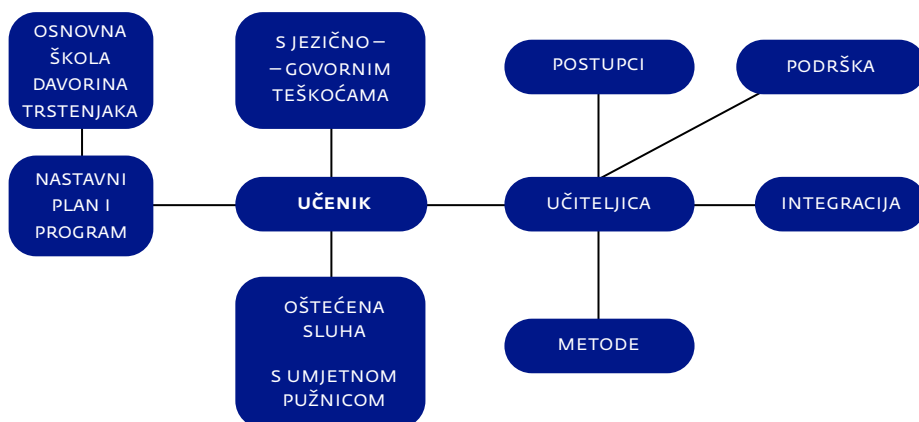 OSNOVNA
ŠKOLA
DAVORINA
TRSTENJAKA
S JEZIČNO –
– GOVORNIM
TEŠKOĆAMA
POSTUPCI
PODRŠKA
NASTAVNI
PLAN I
PROGRAM
UČENIK
UČITELJICA
INTEGRACIJA
OŠTEĆENA
SLUHA
S UMJETNOM
PUŽNICOM
METODE